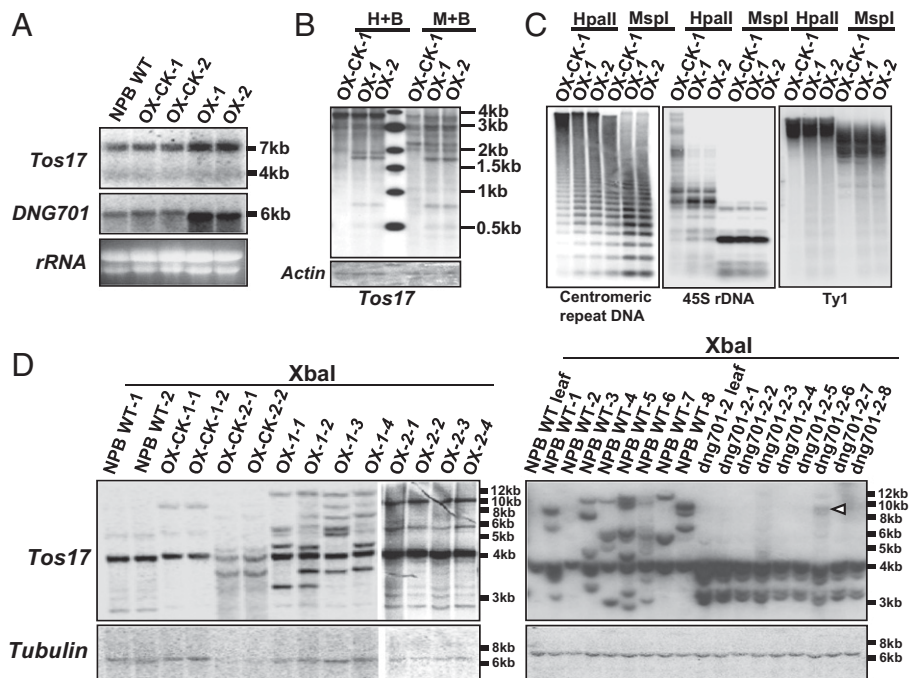 A
NPB WT
OX-CK-1
OX-CK-2
OX-1
OX-2
Tos17
7kb
4kb
DNG701
6kb
rRNA
B
H+B
M+B
OX-CK-1
OX-1
OX-2
OX-CK-1
OX-1
OX-2
4kb
3kb
2kb
1.5kb
1kb
0.5kb
Actin
Tos17
C
HpaII
MspI
HpaII
MspI
HpaII
MspI
OX-CK-1
OX-1
OX-2
OX-CK-1
OX-1
OX-2
OX-CK-1
OX-1
OX-2
OX-CK-1
OX-1
OX-2
OX-CK-1
OX-1
OX-2
OX-CK-1
OX-1
OX-2
Centromeric
repeat DNA
45S rDNA
Ty1
D
XbaI
NPB WT-1
NPB WT-2
OX-CK-1-1
OX-CK-1-2
OX-CK-2-1
OX-CK-2-2
OX-1-1
OX-1-2
OX-1-3
OX-1-4
OX-2-1
OX-2-2
OX-2-3
OX-2-4
Tos17
12kb
10kb
8kb
6kb
5kb
4kb
3kb
Tubulin
8kb
6kb
XbaI
NPB WT leaf
NPB WT-1
NPB WT-2
NPB WT-3
NPB WT-4
NPB WT-5
NPB WT-6
NPB WT-7
NPB WT-8
dng701-2 leaf
dng701-2-1
dng701-2-2
dng701-2-3
dng701-2-4
dng701-2-5
dng701-2-6
dng701-2-7
dng701-2-8
12kb
10kb
8kb
6kb
5kb
4kb
3kb
8kb
6kb